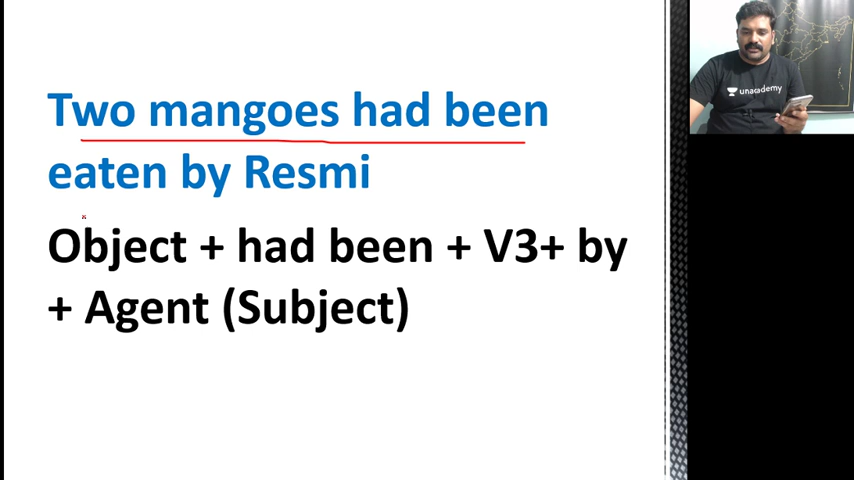 Two mangoes had been
eaten by Resmi
Object + had been + V3+ by
+ Agent (Subject)
unacademy